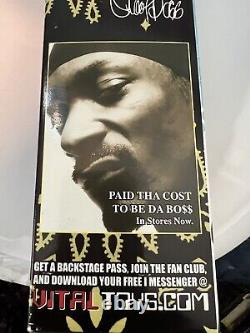 PAID THA COST
TO BE DA BO$$
In Stores Now.
GET A BACKSTAGE PASS, JOIN THE FAN CLUB,
AND DOWNLOAD YOUR FREE I MESSENGER @
VITALTOYS.COM